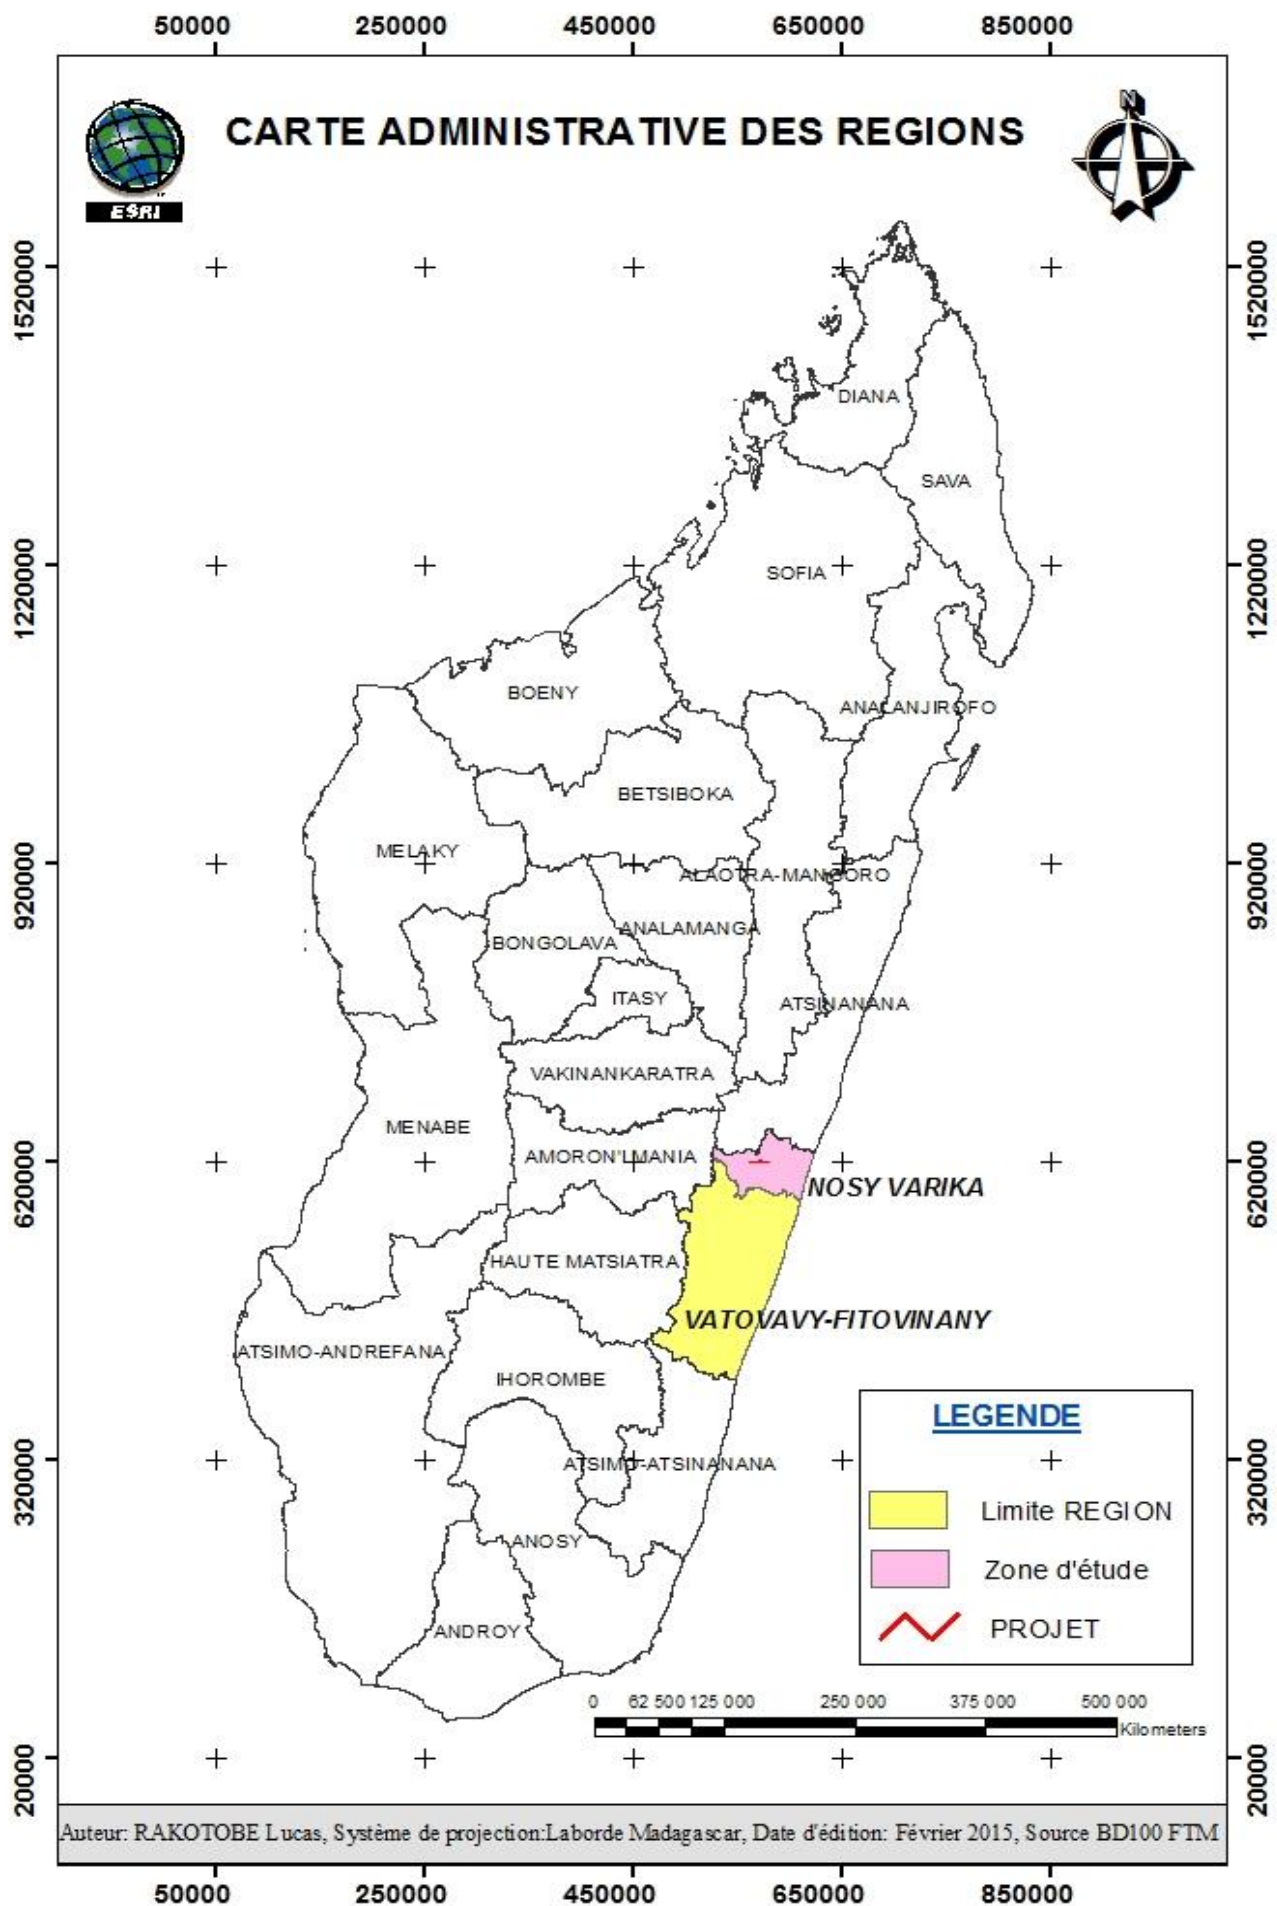 50000 250000 450000 6500000 850000
N
CARTE ADMINISTRATIVE DES REGIONS
ESRI
1520000 1520000
DIANA
SAVA
1220000 1220000
SOFIA
BOENY
ANALANJIROFO
BETSIBOKA
MELAKY
920000 920000
ALAOTRA-MANGORO
ANALAMANGA
BONGOLAVA
ITASY
ATSINANANA
VAKINANKARATRA
MENABE
AMORON'I MANIA
620000 620000
NOSY VARIKA
HAUTE MATSIATRA
VATOVAVY-FITOVINANY
ATSIMO-ANDREFANA
IHOROMBE
LEGENDE
ATSIMO-ATSINANANA
320000 320000
Limite REGION
ANOSY
Zone d'étude
ANDROY
PROJET
0 62 500 125 000 250 000 375 000 500 000
Kilometers
20000 20000
Auteur: RAKOTOBE Lucas, Système de projection:Laborde Madagascar, Date d'édition: Février 2015, Source BD100 FTM
50000 250000 450000 6500000 850000